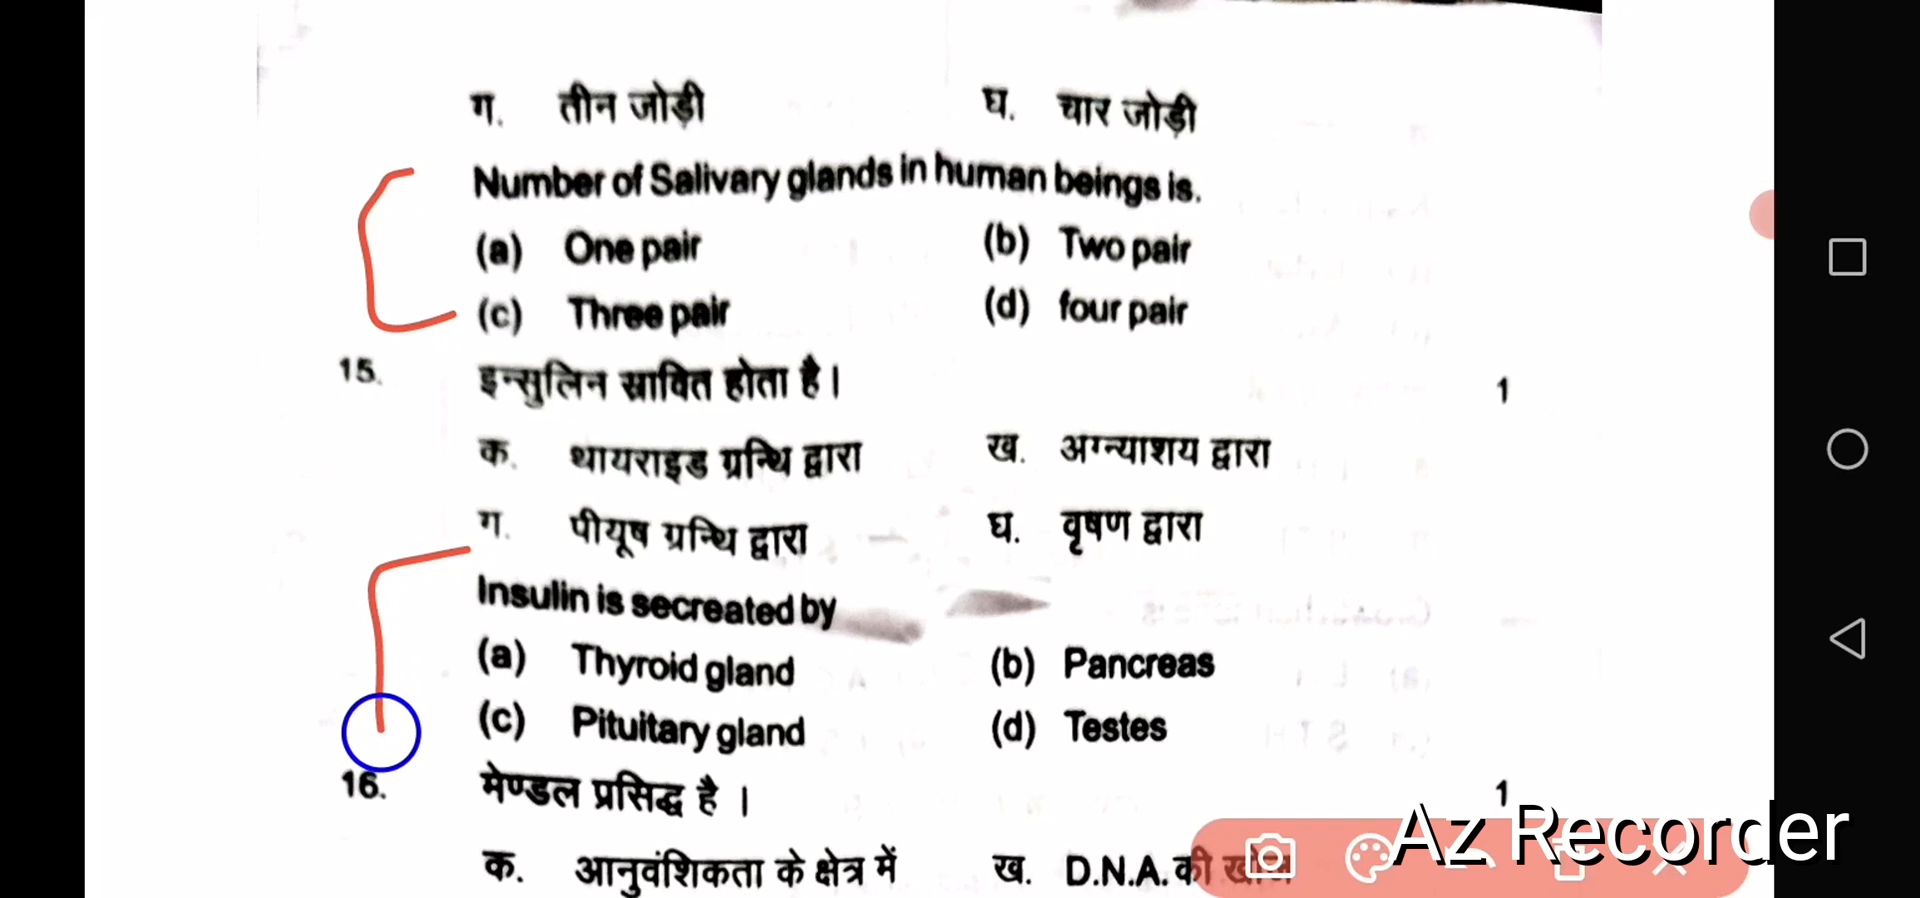 ग. तीन जोड़ी घ. चार जोड़ी
Number of Salivary glands in human beings is.
(a) One pair (b) Two pair
(c) Three pair (d) four pair
15. इन्सुलिन स्रावित होता है। 1
क. थायराइड ग्रन्थि द्वारा ख. अग्न्याशय द्वारा
ग. पीयूष ग्रन्थि द्वारा घ. वृषण द्वारा
Insulin is secreated by
(a) Thyroid gland (b) Pancreas
(c) Pituitary gland (d) Testes
16. मेण्डल प्रसिद्ध है । 1
क. आनुवंशिकता के क्षेत्र में ख. D.N.A. की खोज
Az Recorder